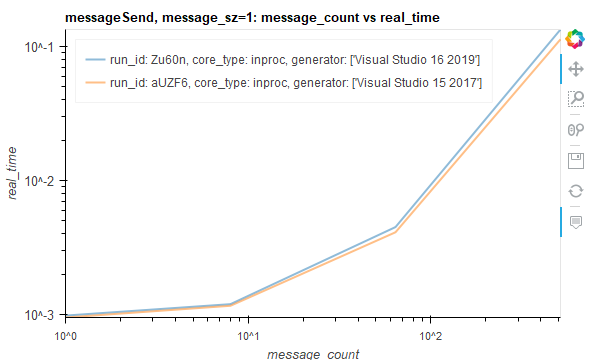 messageSend, message_sz=1: message_count vs real_time
run_id: Zu60n, core_type: inproc, generator: ['Visual Studio 16 2019']
run_id: aUZF6, core_type: inproc, generator: ['Visual Studio 15 2017']
10^-1
10^-2
10^-3
real_time
10^0
10^1
10^2
message_count